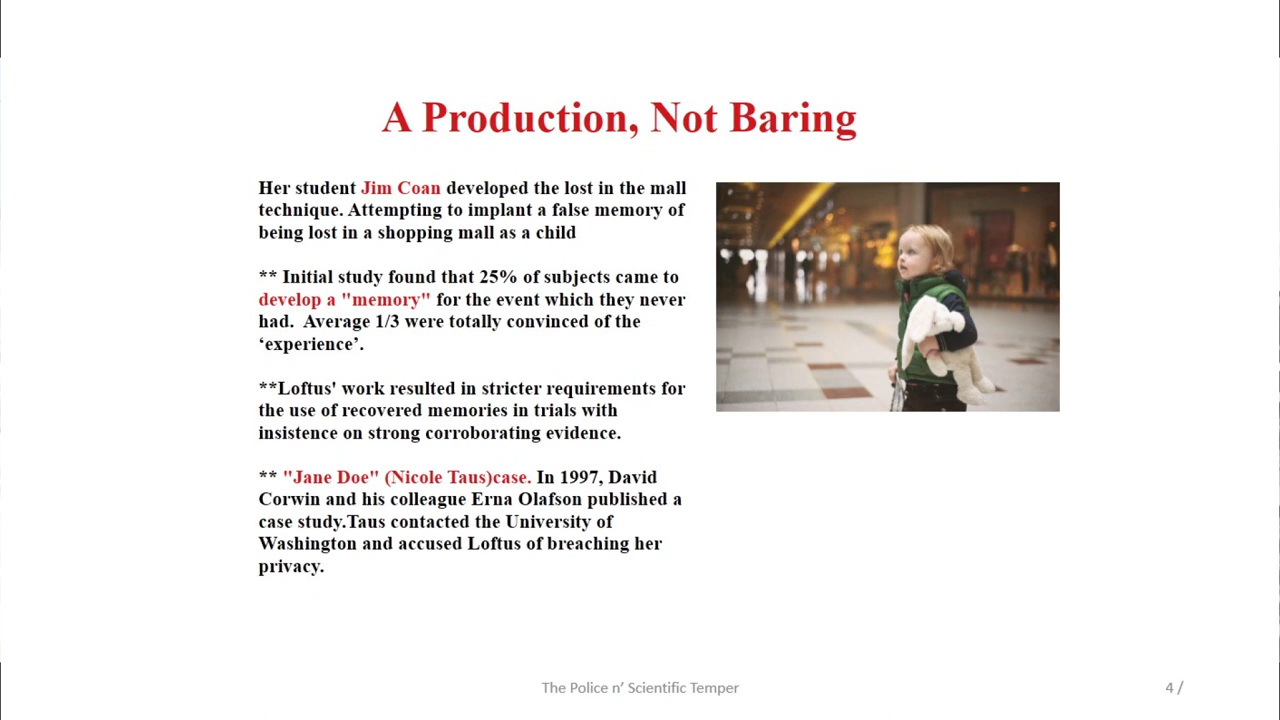 A Production, Not Baring
Her student Jim Coan developed the lost in the mall
technique. Attempting to implant a false memory of
being lost in a shopping mall as a child
** Initial study found that 25% of subjects came to
develop a "memory" for the event which they never
had.  Average 1/3 were totally convinced of the
‘experience’.
**Loftus' work resulted in stricter requirements for
the use of recovered memories in trials with
insistence on strong corroborating evidence.
** "Jane Doe" (Nicole Taus)case. In 1997, David
Corwin and his colleague Erna Olafson published a
case study.Taus contacted the University of
Washington and accused Loftus of breaching her
privacy.
The Police n’ Scientific Temper
4 /